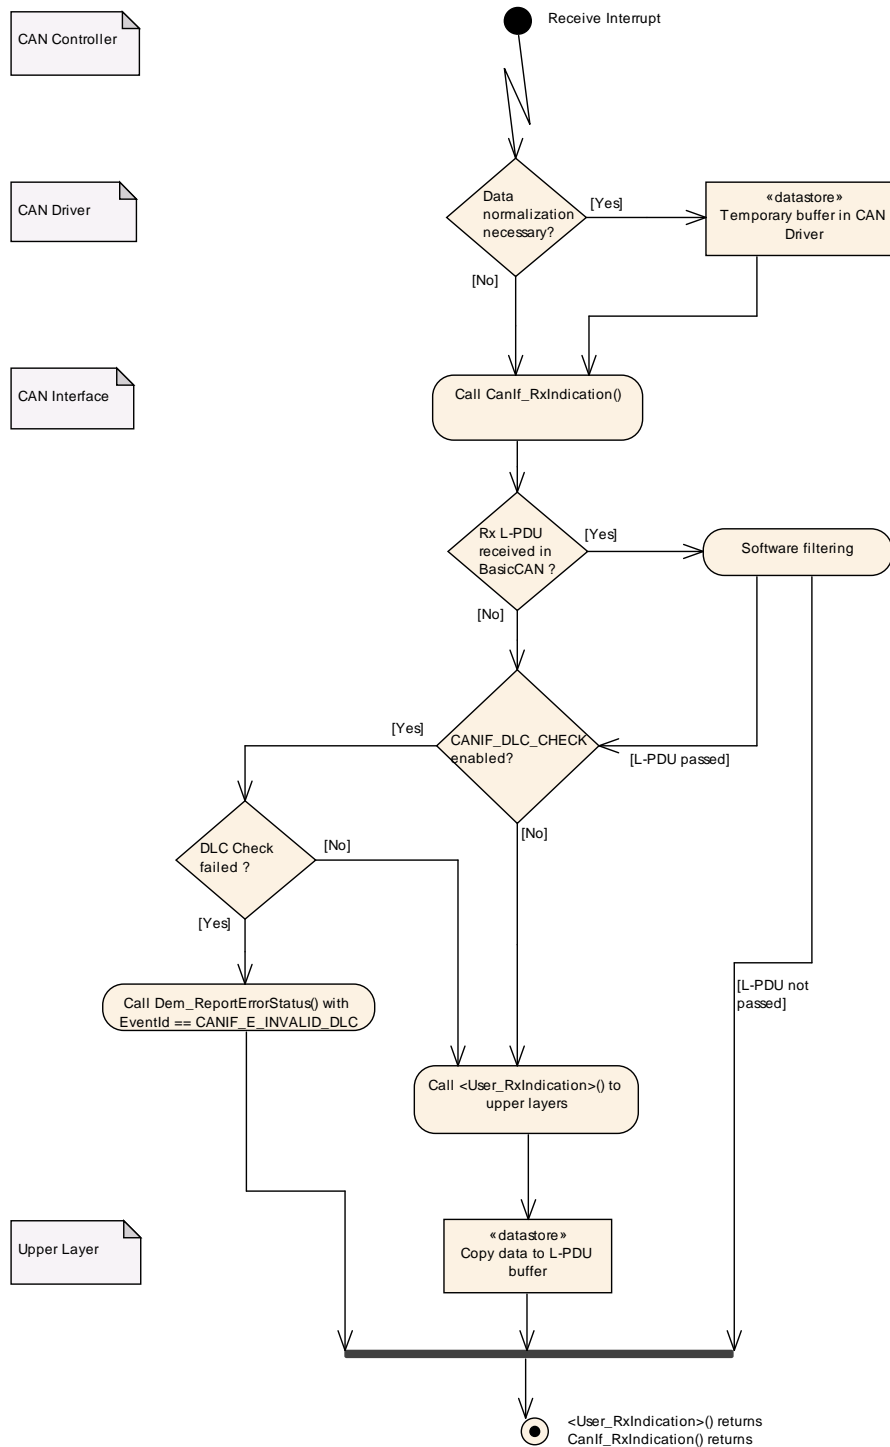 CAN Controller
Receive Interrupt
CAN Driver
Data
normalization
necessary?
[Yes]
«datastore»
Temporary buffer in CAN
Driver
[No]
CAN Interface
Call CanIf_RxIndication()
Rx L-PDU
received in
BasicCAN ?
[Yes]
Software filtering
[No]
[Yes]
CANIF_DLC_CHECK
enabled?
[L-PDU passed]
[No]
DLC Check
failed ?
[No]
[Yes]
Call Dem_ReportErrorStatus() with
EventId == CANIF_E_INVALID_DLC
[L-PDU not
passed]
Call <User_RxIndication>() to
upper layers
Upper Layer
«datastore»
Copy data to L-PDU
buffer
<User_RxIndication>() returns
CanIf_RxIndication() returns